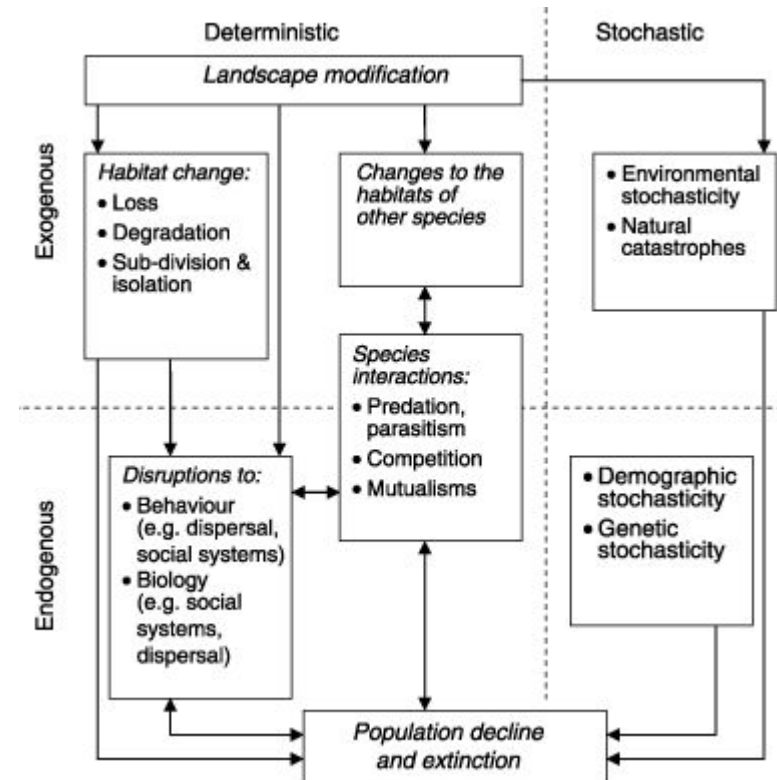 Deterministic
Stochastic
Landscape modification
Exogenous
Habitat change:
• Loss
• Degradation
• Sub-division &
isolation
Changes to the
habitats of
other species
• Environmental
stochasticity
• Natural
catastrophes
Species
interactions:
• Predation,
parasitism
• Competition
• Mutualisms
Endogenous
Disruptions to:
• Behaviour
(e.g. dispersal,
social systems)
• Biology
(e.g. social
systems,
dispersal)
• Demographic
stochasticity
• Genetic
stochasticity
Population decline
and extinction